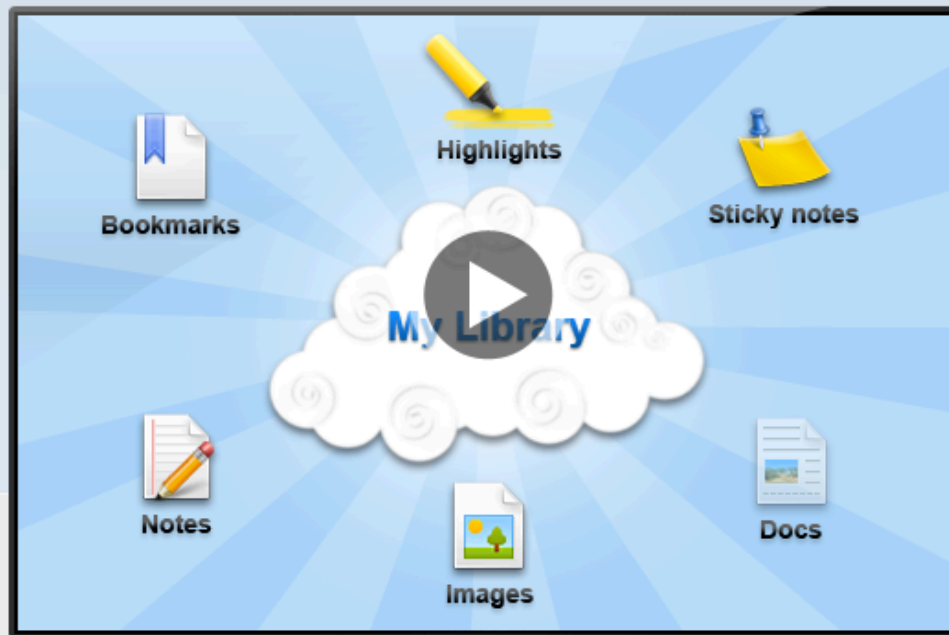 Highlights
Bookmarks
Sticky notes
My Library
Notes
Docs
Images